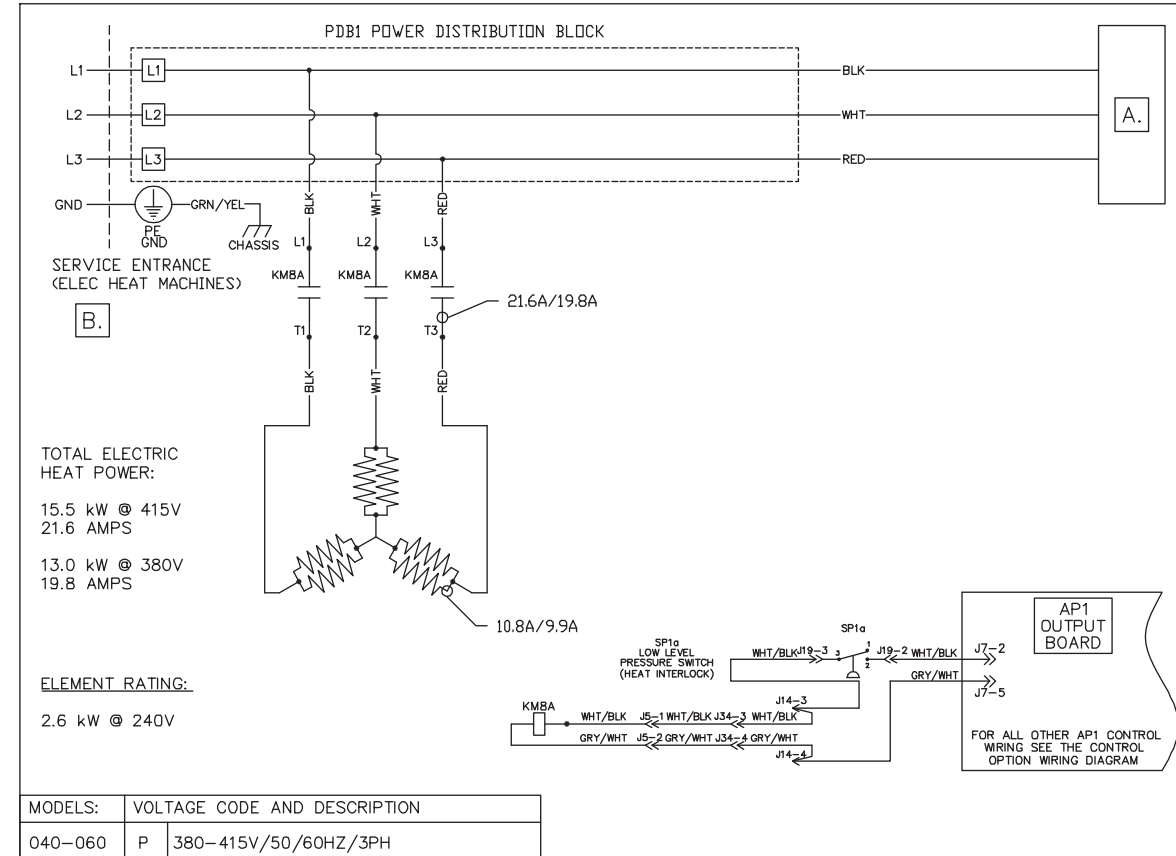 PDB1 POWER DISTRIBUTION BLOCK
L1
L1
BLK
L2
L2
WHT
A.
L3
L3
RED
GND
PE
GND
GRN/YEL
CHASSIS
BLK
WHT
RED
SERVICE ENTRANCE
(ELEC HEAT MACHINES)
B.
L1
L2
L3
KM8A
KM8A
KM8A
21.6A/19.8A
T1
T2
T3
BLK
WHT
RED
TOTAL ELECTRIC
HEAT POWER:
15.5 kW @ 415V
21.6 AMPS
13.0 kW @ 380V
19.8 AMPS
10.8A/9.9A
ELEMENT RATING:
2.6 kW @ 240V
SP1a
LOW LEVEL
PRESSURE SWITCH
(HEAT INTERLOCK)
WHT/BLK
J19-3
3
SP1a
1
2
J19-2
WHT/BLK
J7-2
GRY/WHT
J7-5
AP1
OUTPUT
BOARD
FOR ALL OTHER AP1 CONTROL
WIRING SEE THE CONTROL
OPTION WIRING DIAGRAM
J14-3
KM8A
WHT/BLK J5-1 WHT/BLK J34-3 WHT/BLK
GRY/WHT J5-2 GRY/WHT J34-4 GRY/WHT
J14-4
MODELS: VOLTAGE CODE AND DESCRIPTION
040-060 P 380-415V/50/60HZ/3PH